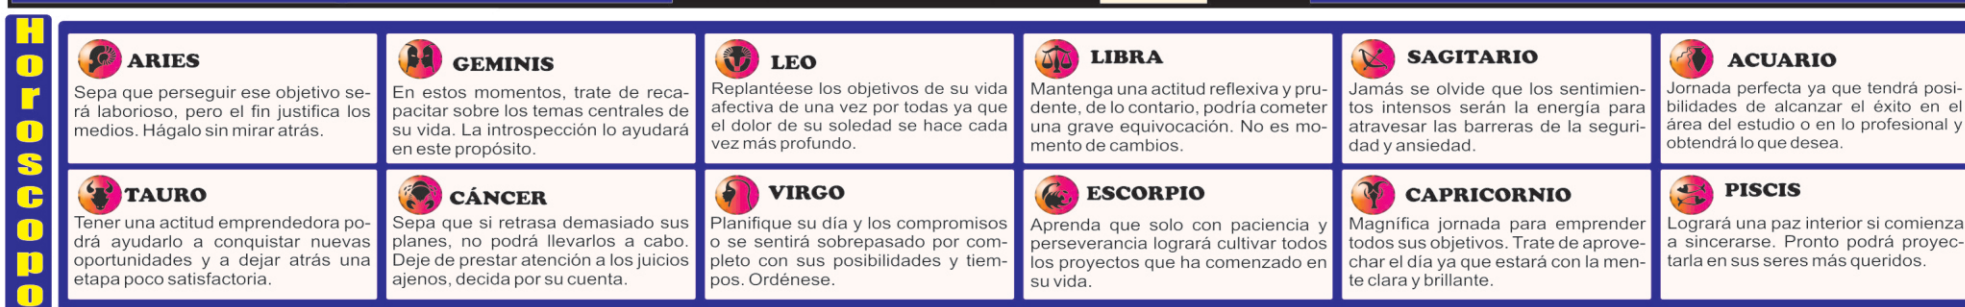 Horoscopo
ARIES
Sepa que perseguir ese objetivo se-
rá laborioso, pero el fin justifica los
medios. Hágalo sin mirar atrás.
GEMINIS
En estos momentos, trate de reca-
pacitar sobre los temas centrales de
su vida. La introspección lo ayudará
en este propósito.
LEO
Replantéese los objetivos de su vida
afectiva de una vez por todas ya que
el dolor de su soledad se hace cada
vez más profundo.
LIBRA
Mantenga una actitud reflexiva y pru-
dente, de lo contario, podría cometer
una grave equivocación. No es mo-
mento de cambios.
SAGITARIO
Jamás se olvide que los sentimien-
tos intensos serán la energía para
atravesar las barreras de la seguri-
dad y ansiedad.
ACUARIO
Jornada perfecta ya que tendrá posi-
bilidades de alcanzar el éxito en el
área del estudio o en lo profesional y
obtendrá lo que desea.
TAURO
Tener una actitud emprendedora po-
drá ayudarlo a conquistar nuevas
oportunidades y a dejar atrás una
etapa poco satisfactoria.
CÁNCER
Sepa que si retrasa demasiado sus
planes, no podrá llevarlos a cabo.
Deje de prestar atención a los juicios
ajenos, decida por su cuenta.
VIRGO
Planifique su día y los compromisos
o se sentirá sobrepasado por com-
pleto con sus posibilidades y tiem-
pos. Ordénese.
ESCORPIO
Aprenda que solo con paciencia y
perseverancia logrará cultivar todos
los proyectos que ha comenzado en
su vida.
CAPRICORNIO
Magnífica jornada para emprender
todos sus objetivos. Trate de aprove-
char el día ya que estará con la men-
te clara y brillante.
PISCIS
Logrará una paz interior si comienza
a sincerarse. Pronto podrá proyec-
tarla en sus seres más queridos.